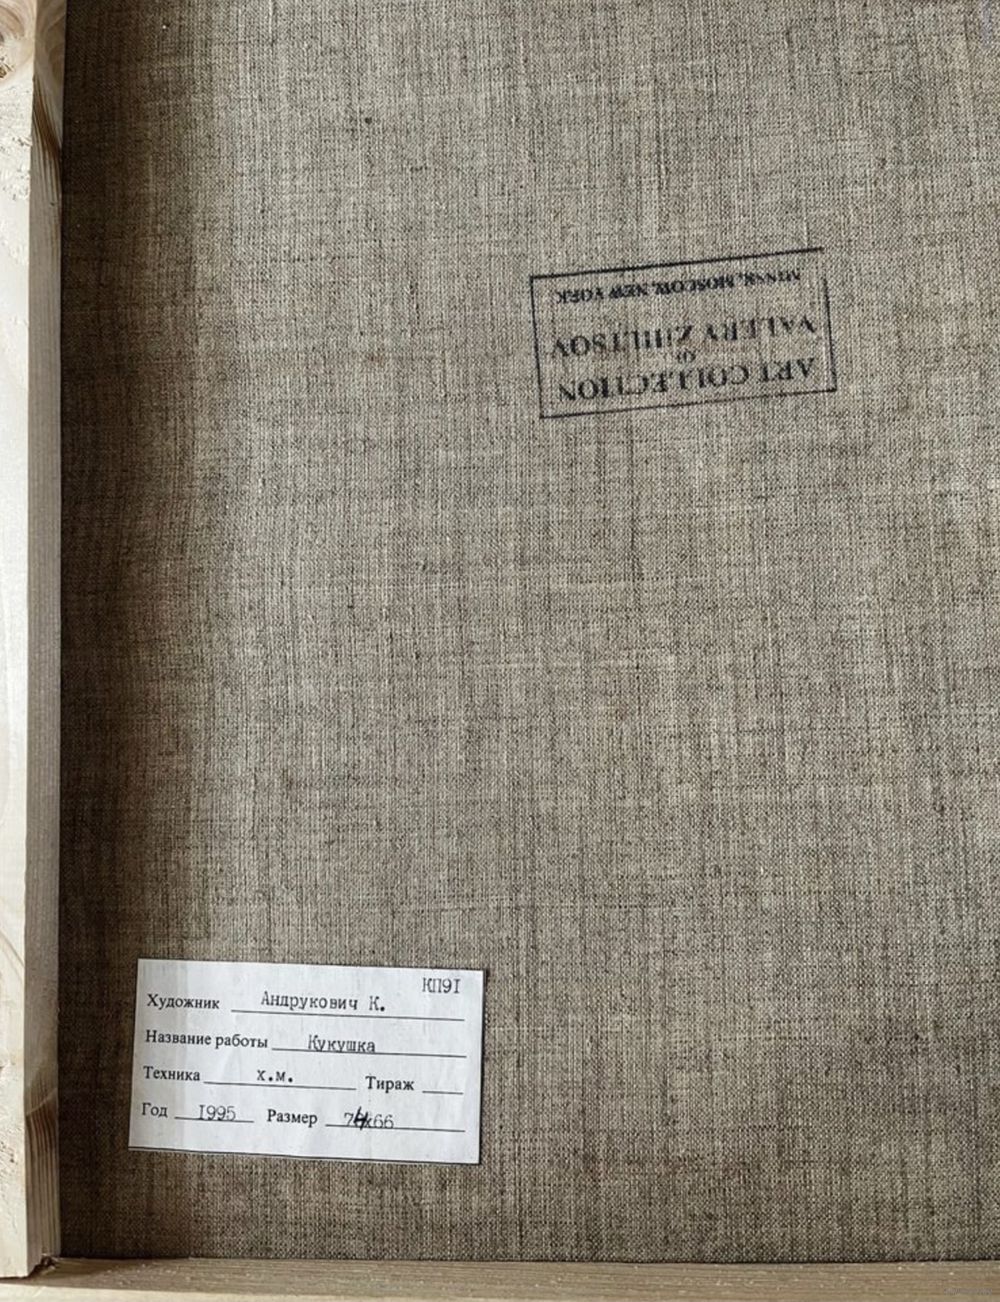 ART COLLECTION
OF
VALERY ZHILTSOV
MINSK, MOSCOW, NEW YORK
КП9I
Художник Андрукович К.
Название работы Кукушка
Техника х.м. Тираж
Год I995 Размер 74х66